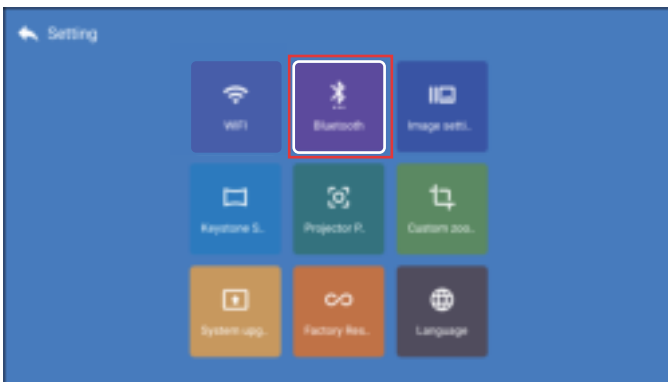 Setting
WIFI
Bluetooth
Image setti..
Keystone S..
Projector P..
Custom zoo..
System upg..
Factory Res..
Language